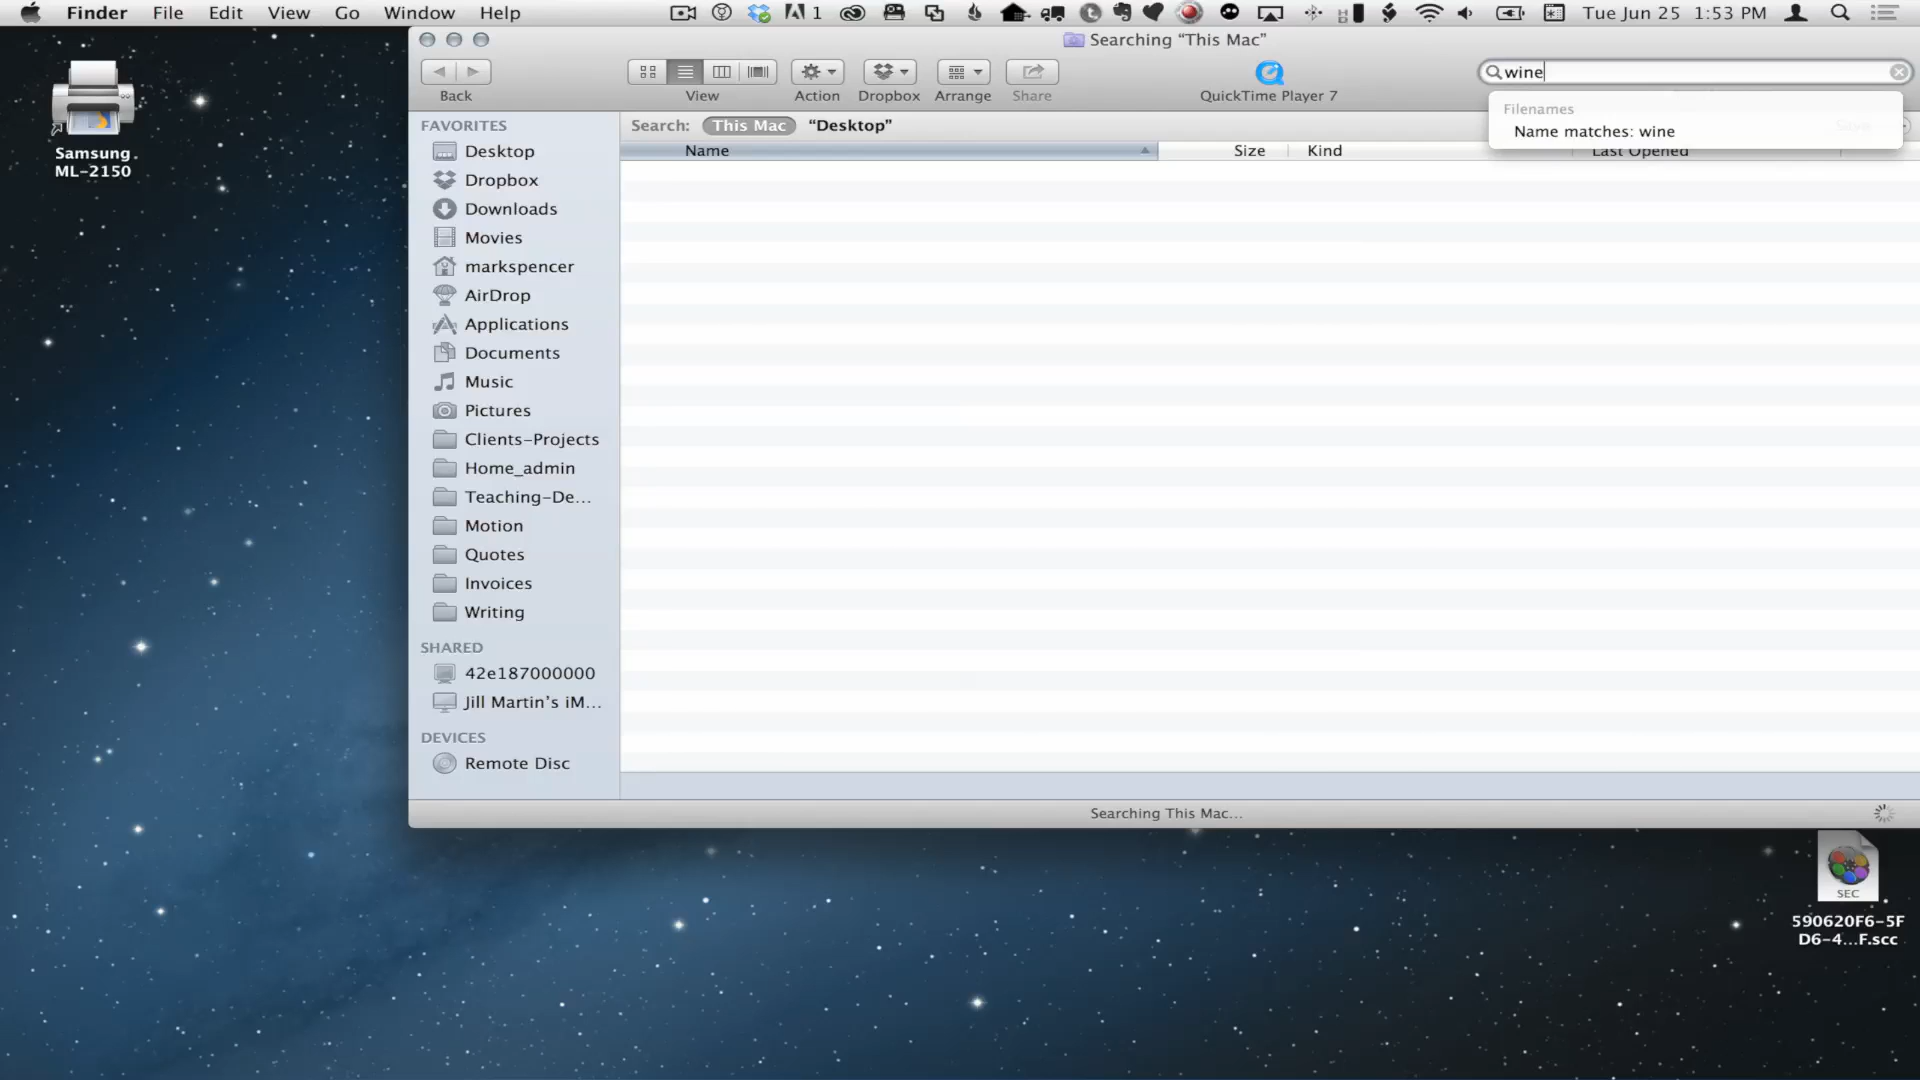 Finder File Edit View Go Window Help 1 Tue Jun 25 1:53 PM
Searching “This Mac”
wine
Back View Action Dropbox Arrange Share QuickTime Player 7
Filenames
Name matches: wine
Search: This Mac “Desktop”
Name Size Kind Last Opened
FAVORITES
Desktop
Dropbox
Downloads
Movies
markspencer
AirDrop
Applications
Documents
Music
Pictures
Clients-Projects
Home_admin
Teaching-De...
Motion
Quotes
Invoices
Writing
SHARED
42e187000000
Jill Martin’s iM...
DEVICES
Remote Disc
Searching This Mac...
Samsung
ML-2150
SEC
590620F6-5F
D6-4...F.scc